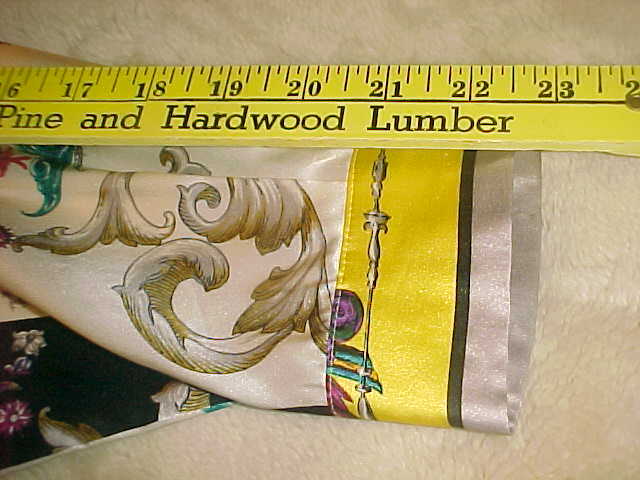 6 17 18 19 20 21 22 23 2
Pine and Hardwood Lumber